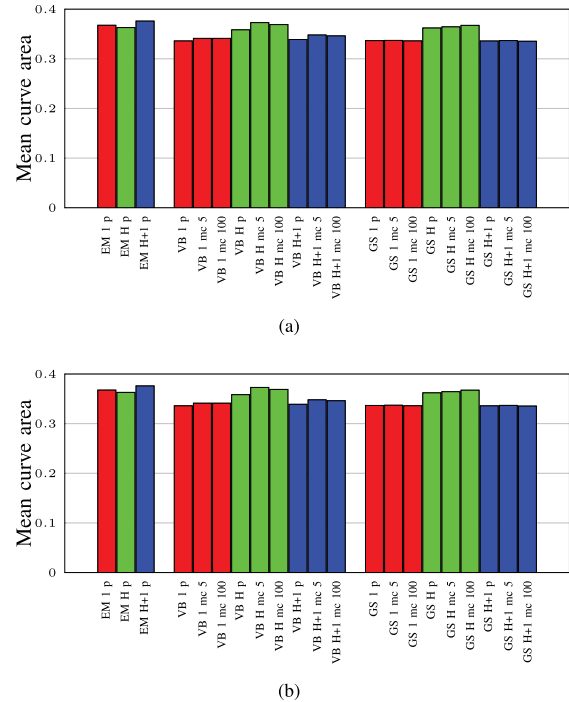 0.4
0.3
0.2
0.1
0
Mean curve area
EM 1 p
EM H p
EM H+1 p
VB 1 p
VB 1 mc 5
VB 1 mc 100
VB H p
VB H mc 5
VB H mc 100
VB H+1 p
VB H+1 mc 5
VB H+1 mc 100
GS 1 p
GS 1 mc 5
GS 1 mc 100
GS H p
GS H mc 5
GS H mc 100
GS H+1 p
GS H+1 mc 5
GS H+1 mc 100
(a)
0.4
0.3
0.2
0.1
0
Mean curve area
EM 1 p
EM H p
EM H+1 p
VB 1 p
VB 1 mc 5
VB 1 mc 100
VB H p
VB H mc 5
VB H mc 100
VB H+1 p
VB H+1 mc 5
VB H+1 mc 100
GS 1 p
GS 1 mc 5
GS 1 mc 100
GS H p
GS H mc 5
GS H mc 100
GS H+1 p
GS H+1 mc 5
GS H+1 mc 100
(b)